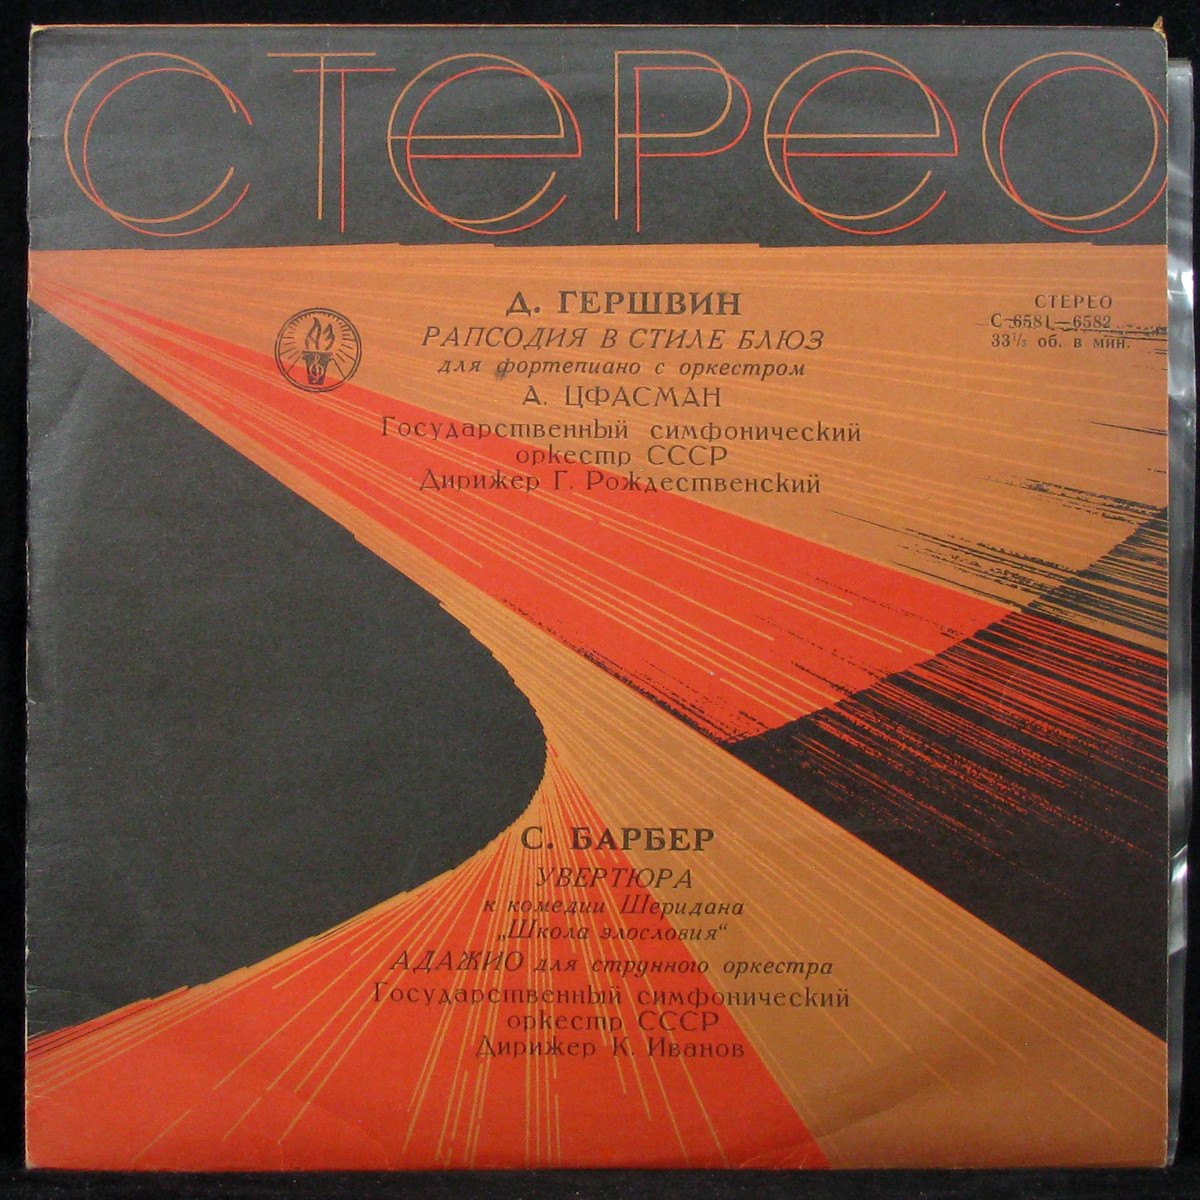 СТЕРЕО
Д. ГЕРШВИН
РАПСОДИЯ В СТИЛЕ БЛЮЗ
для фортепиано с оркестром
А. ЦФАСМАН
Государственный симфонический
оркестр СССР
Дирижер Г. Рождественский
СТЕРЕО
С—6581—6582
33⅓ об. в мин.
С. БАРБЕР
УВЕРТЮРА
к комедии Шеридана
„Школа злословия“
АДАЖИО для струнного оркестра
Государственный симфонический
оркестр СССР
Дирижер К. Иванов